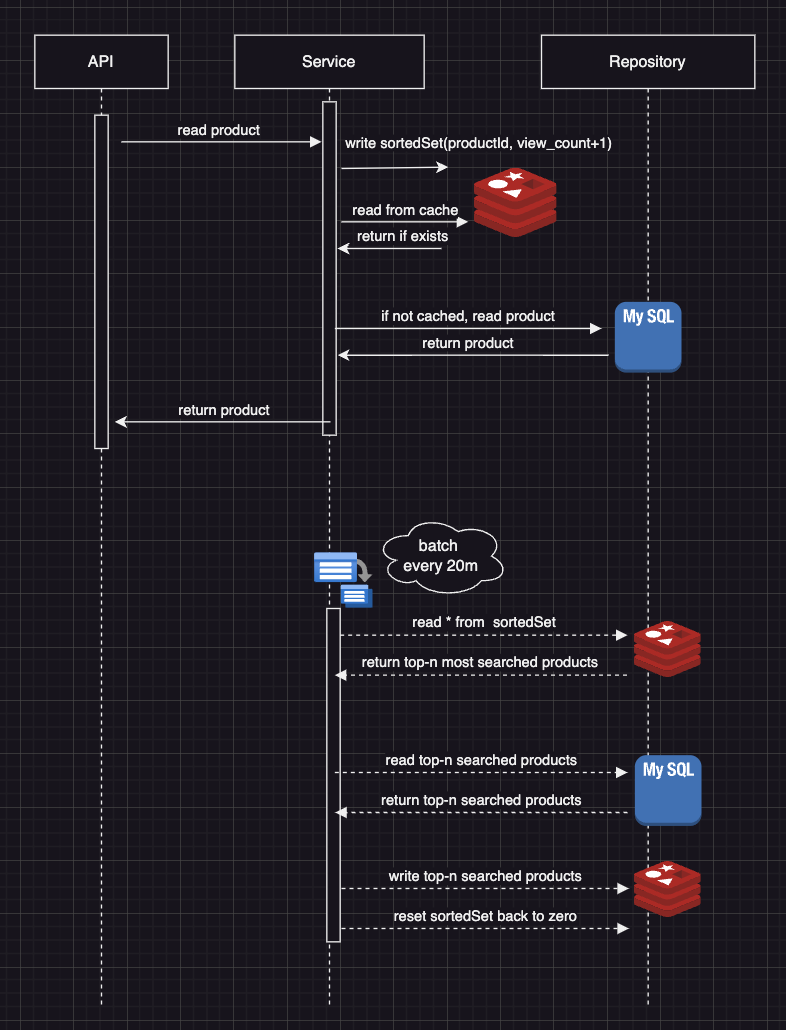 API
Service
Repository
read product
write sortedSet(productId, view_count+1)
read from cache
return if exists
if not cached, read product
My SQL
return product
return product
batch
every 20m
read * from  sortedSet
return top-n most searched products
read top-n searched products
My SQL
return top-n searched products
write top-n searched products
reset sortedSet back to zero